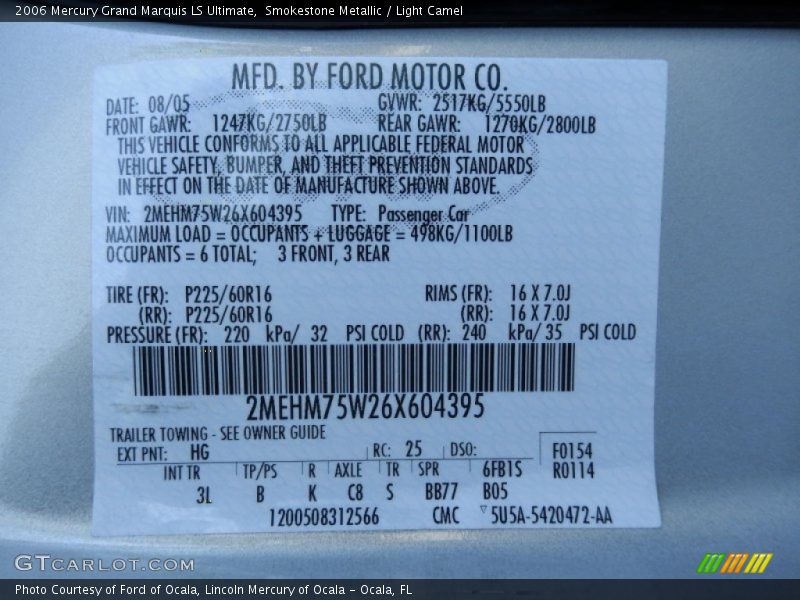 2006 Mercury Grand Marquis LS Ultimate,  Smokestone Metallic / Light Camel
MFD. BY FORD MOTOR CO.
DATE: 08/05 GVWR: 2517KG/5550LB
FRONT GAWR: 1247KG/2750LB REAR GAWR: 1270KG/2800LB
THIS VEHICLE CONFORMS TO ALL APPLICABLE FEDERAL MOTOR
VEHICLE SAFETY, BUMPER, AND THEFT PREVENTION STANDARDS
IN EFFECT ON THE DATE OF MANUFACTURE SHOWN ABOVE.
VIN: 2MEHM75W26X604395 TYPE: Passenger Car
MAXIMUM LOAD = OCCUPANTS + LUGGAGE = 498KG/1100LB
OCCUPANTS = 6 TOTAL; 3 FRONT, 3 REAR
TIRE (FR): P225/60R16 RIMS (FR): 16 X 7.0J
(RR): P225/60R16 (RR): 16 X 7.0J
PRESSURE (FR): 220 kPa/ 32 PSI COLD (RR): 240 kPa/ 35 PSI COLD
2MEHM75W26X604395
TRAILER TOWING - SEE OWNER GUIDE
EXT PNT: HG RC: 25 DSO: F0154
INT TR TP/PS R AXLE TR SPR 6FB1S R0114
3L B K C8 S BB77 B05
1200508312566 CMC 5U5A-5420472-AA
GTCARLOT.COM
Photo Courtesy of Ford of Ocala, Lincoln Mercury of Ocala - Ocala, FL